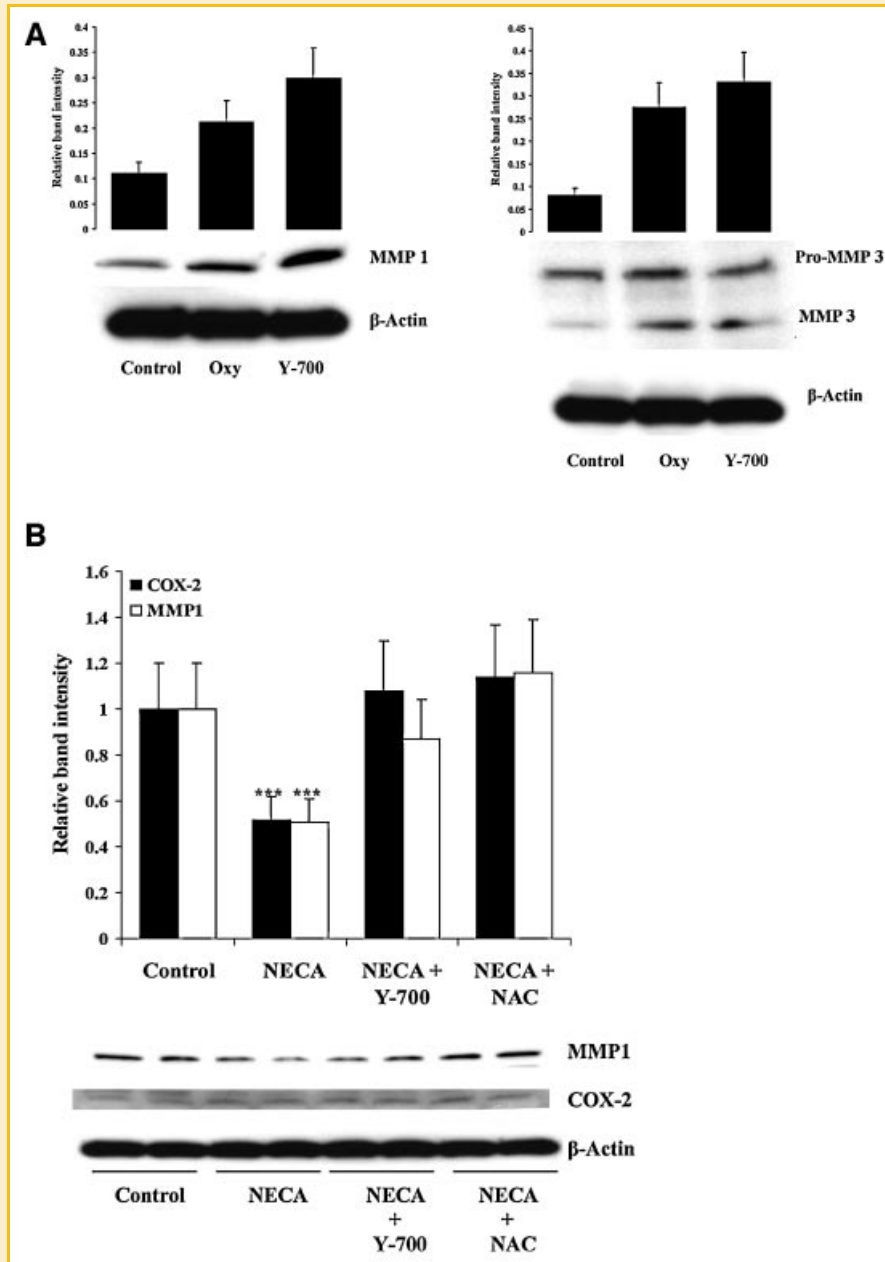 A
Relative band intensity
0.4
0.35
0.3
0.25
0.2
0.15
0.1
0.05
0
MMP 1
β-Actin
Control Oxy Y-700
Relative band intensity
0.45
0.4
0.35
0.3
0.25
0.2
0.15
0.1
0.05
0
Pro-MMP 3
MMP 3
β-Actin
Control Oxy Y-700
B
Relative band intensity
1.6
1.4
1.2
1
0.8
0.6
0.4
0.2
0
COX-2
MMP1
*** ***
Control NECA NECA + NECA +
Y-700 NAC
MMP1
COX-2
β-Actin
Control NECA NECA NECA
+ +
Y-700 NAC